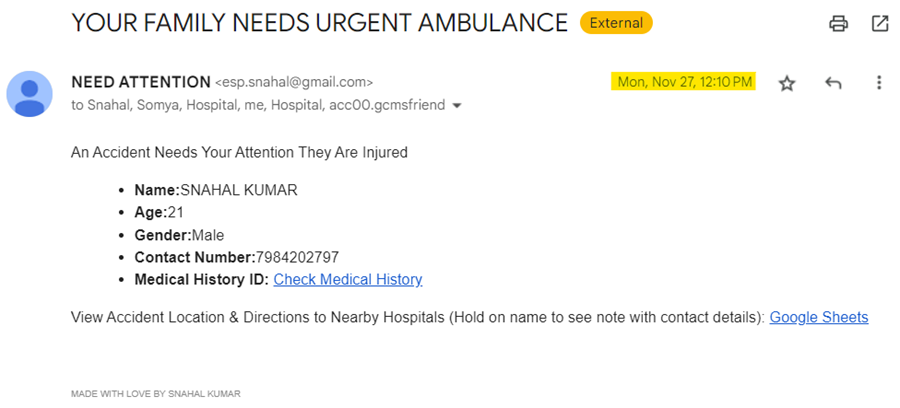 YOUR FAMILY NEEDS URGENT AMBULANCE External
NEED ATTENTION <esp.snahal@gmail.com> Mon, Nov 27, 12:10 PM
to Snahal, Somya, Hospital, me, Hospital, acc00.gcmsfriend
An Accident Needs Your Attention They Are Injured
• Name:SNAHAL KUMAR
• Age:21
• Gender:Male
• Contact Number:7984202797
• Medical History ID: Check Medical History
View Accident Location & Directions to Nearby Hospitals (Hold on name to see note with contact details): Google Sheets
MADE WITH LOVE BY SNAHAL KUMAR